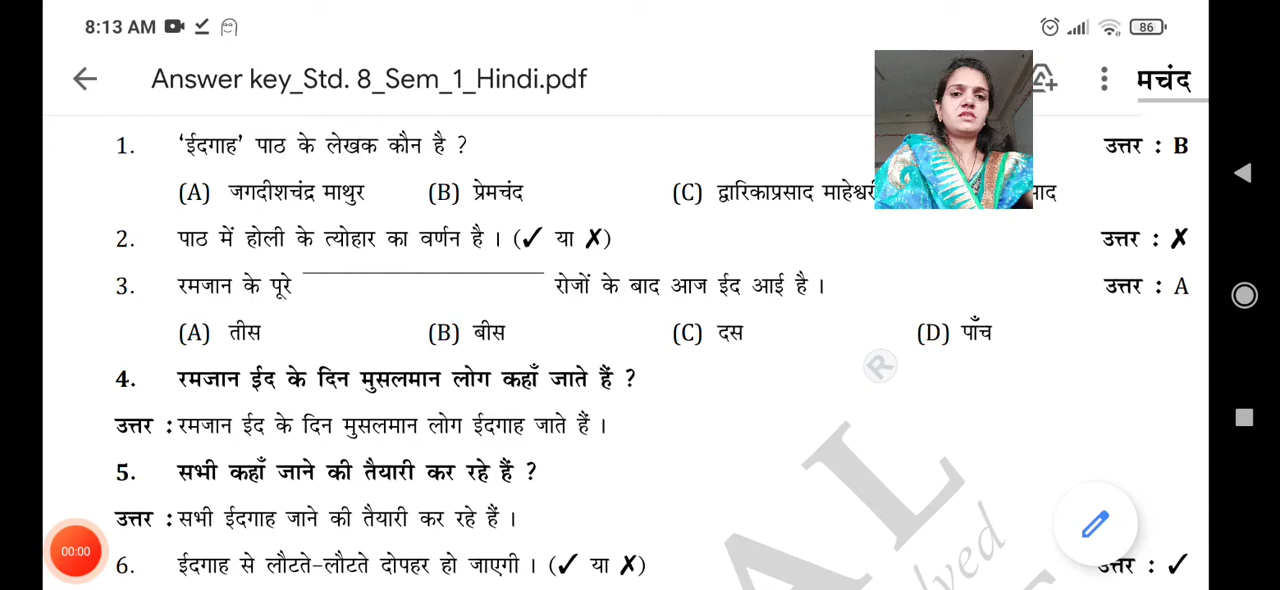 8:13 AM 86
Answer key_Std. 8_Sem_1_Hindi.pdf मचंद
1. ‘ईदगाह’ पाठ के लेखक कौन है ? उत्तर : B
(A) जगदीशचंद्र माथुर (B) प्रेमचंद (C) द्वारिकाप्रसाद माहेश्वरी
2. पाठ में होली के त्योहार का वर्णन है । (✓ या ✗) उत्तर : ✗
3. रमजान के पूरे ____________ रोजों के बाद आज ईद आई है । उत्तर : A
(A) तीस (B) बीस (C) दस (D) पाँच
4. रमजान ईद के दिन मुसलमान लोग कहाँ जाते हैं ?
उत्तर : रमजान ईद के दिन मुसलमान लोग ईदगाह जाते हैं ।
5. सभी कहाँ जाने की तैयारी कर रहे हैं ?
उत्तर : सभी ईदगाह जाने की तैयारी कर रहे हैं ।
00:00
6. ईदगाह से लौटते-लौटते दोपहर हो जाएगी । (✓ या ✗) उत्तर : ✓